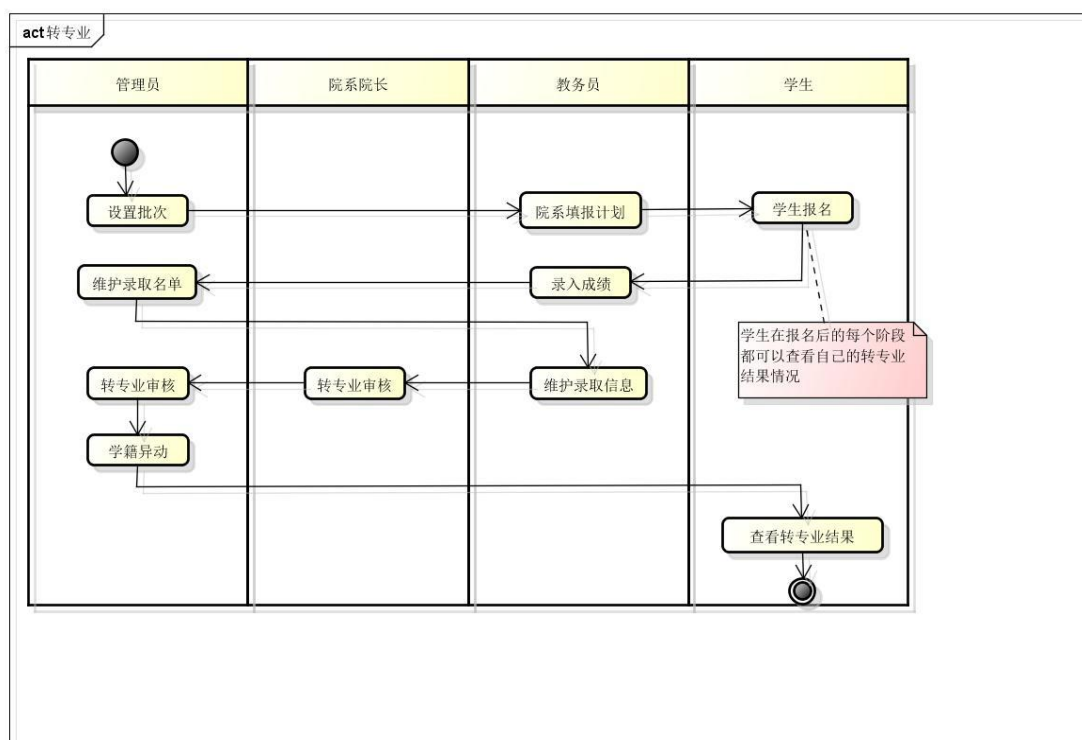 act 转专业
管理员
院系院长
教务员
学生
设置批次
院系填报计划
学生报名
维护录取名单
录入成绩
学生在报名后的每个阶段
都可以查看自己的转专业
结果情况
转专业审核
转专业审核
维护录取信息
学籍异动
查看转专业结果